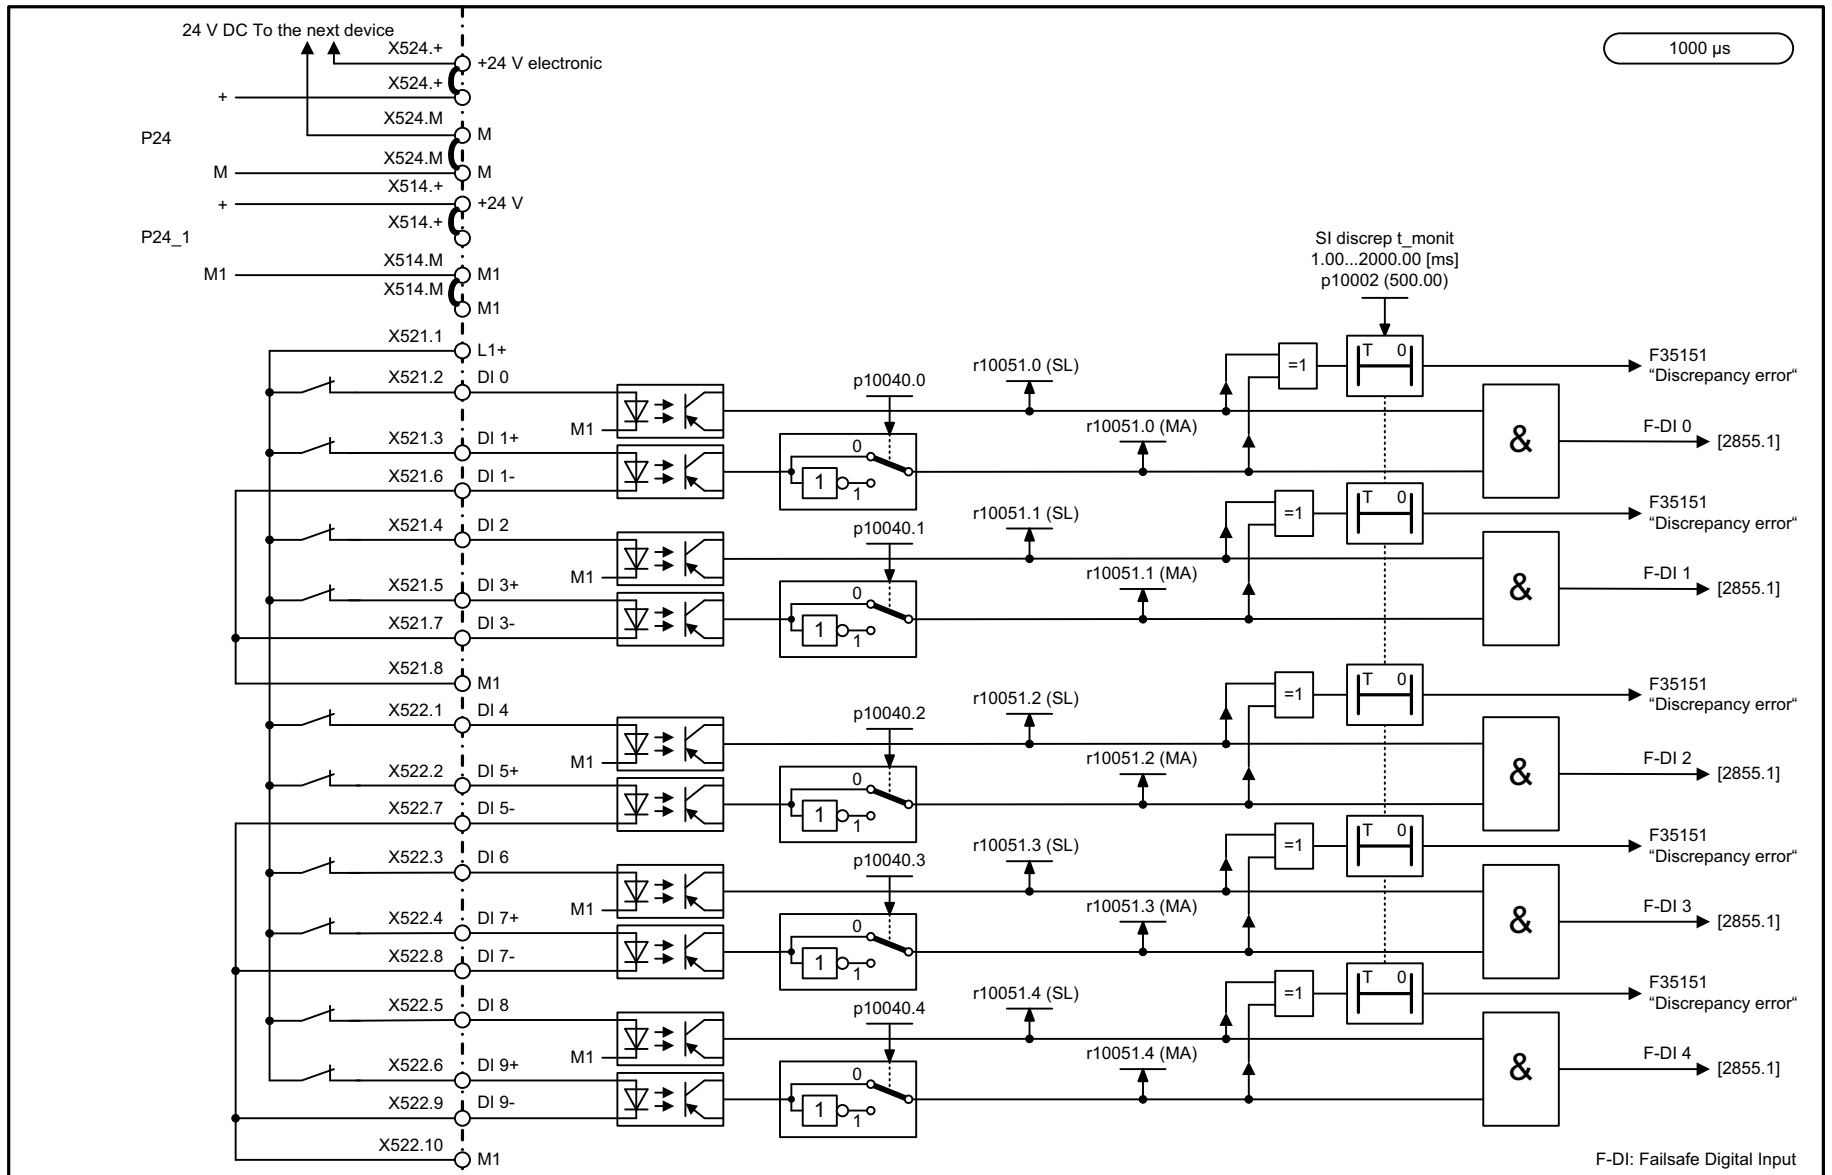 24 V DC To the next device
X524.+
+24 V electronic
1000 µs
X524.+
+
X524.M
M
P24
X524.M
M
M
X514.+
+
+24 V
X514.+
P24_1
X514.M
M1
M1
X514.M
M1
SI discrep t_monit
1.00...2000.00 [ms]
p10002 (500.00)
X521.1
L1+
X521.2
DI 0
M1
X521.3
DI 1+
X521.6
DI 1-
p10040.0
0
1
1
r10051.0 (SL)
r10051.0 (MA)
=1
T 0
F35151
“Discrepancy error“
&
F-DI 0
[2855.1]
X521.4
DI 2
M1
X521.5
DI 3+
X521.7
DI 3-
X521.8
M1
p10040.1
0
1
1
r10051.1 (SL)
r10051.1 (MA)
=1
T 0
F35151
“Discrepancy error“
&
F-DI 1
[2855.1]
X522.1
DI 4
M1
X522.2
DI 5+
X522.7
DI 5-
p10040.2
0
1
1
r10051.2 (SL)
r10051.2 (MA)
=1
T 0
F35151
“Discrepancy error“
&
F-DI 2
[2855.1]
X522.3
DI 6
M1
X522.4
DI 7+
X522.8
DI 7-
p10040.3
0
1
1
r10051.3 (SL)
r10051.3 (MA)
=1
T 0
F35151
“Discrepancy error“
&
F-DI 3
[2855.1]
X522.5
DI 8
M1
X522.6
DI 9+
X522.9
DI 9-
X522.10
M1
p10040.4
0
1
1
r10051.4 (SL)
r10051.4 (MA)
=1
T 0
F35151
“Discrepancy error“
&
F-DI 4
[2855.1]
F-DI: Failsafe Digital Input